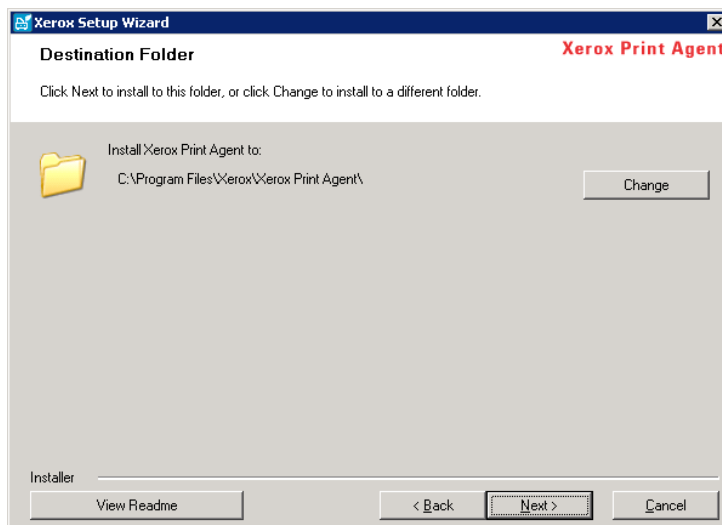 Xerox Setup Wizard
Destination Folder
Xerox Print Agent
Click Next to install to this folder, or click Change to install to a different folder.
Install Xerox Print Agent to:
C:\Program Files\Xerox\Xerox Print Agent\
Change
Installer
View Readme
< Back
Next >
Cancel